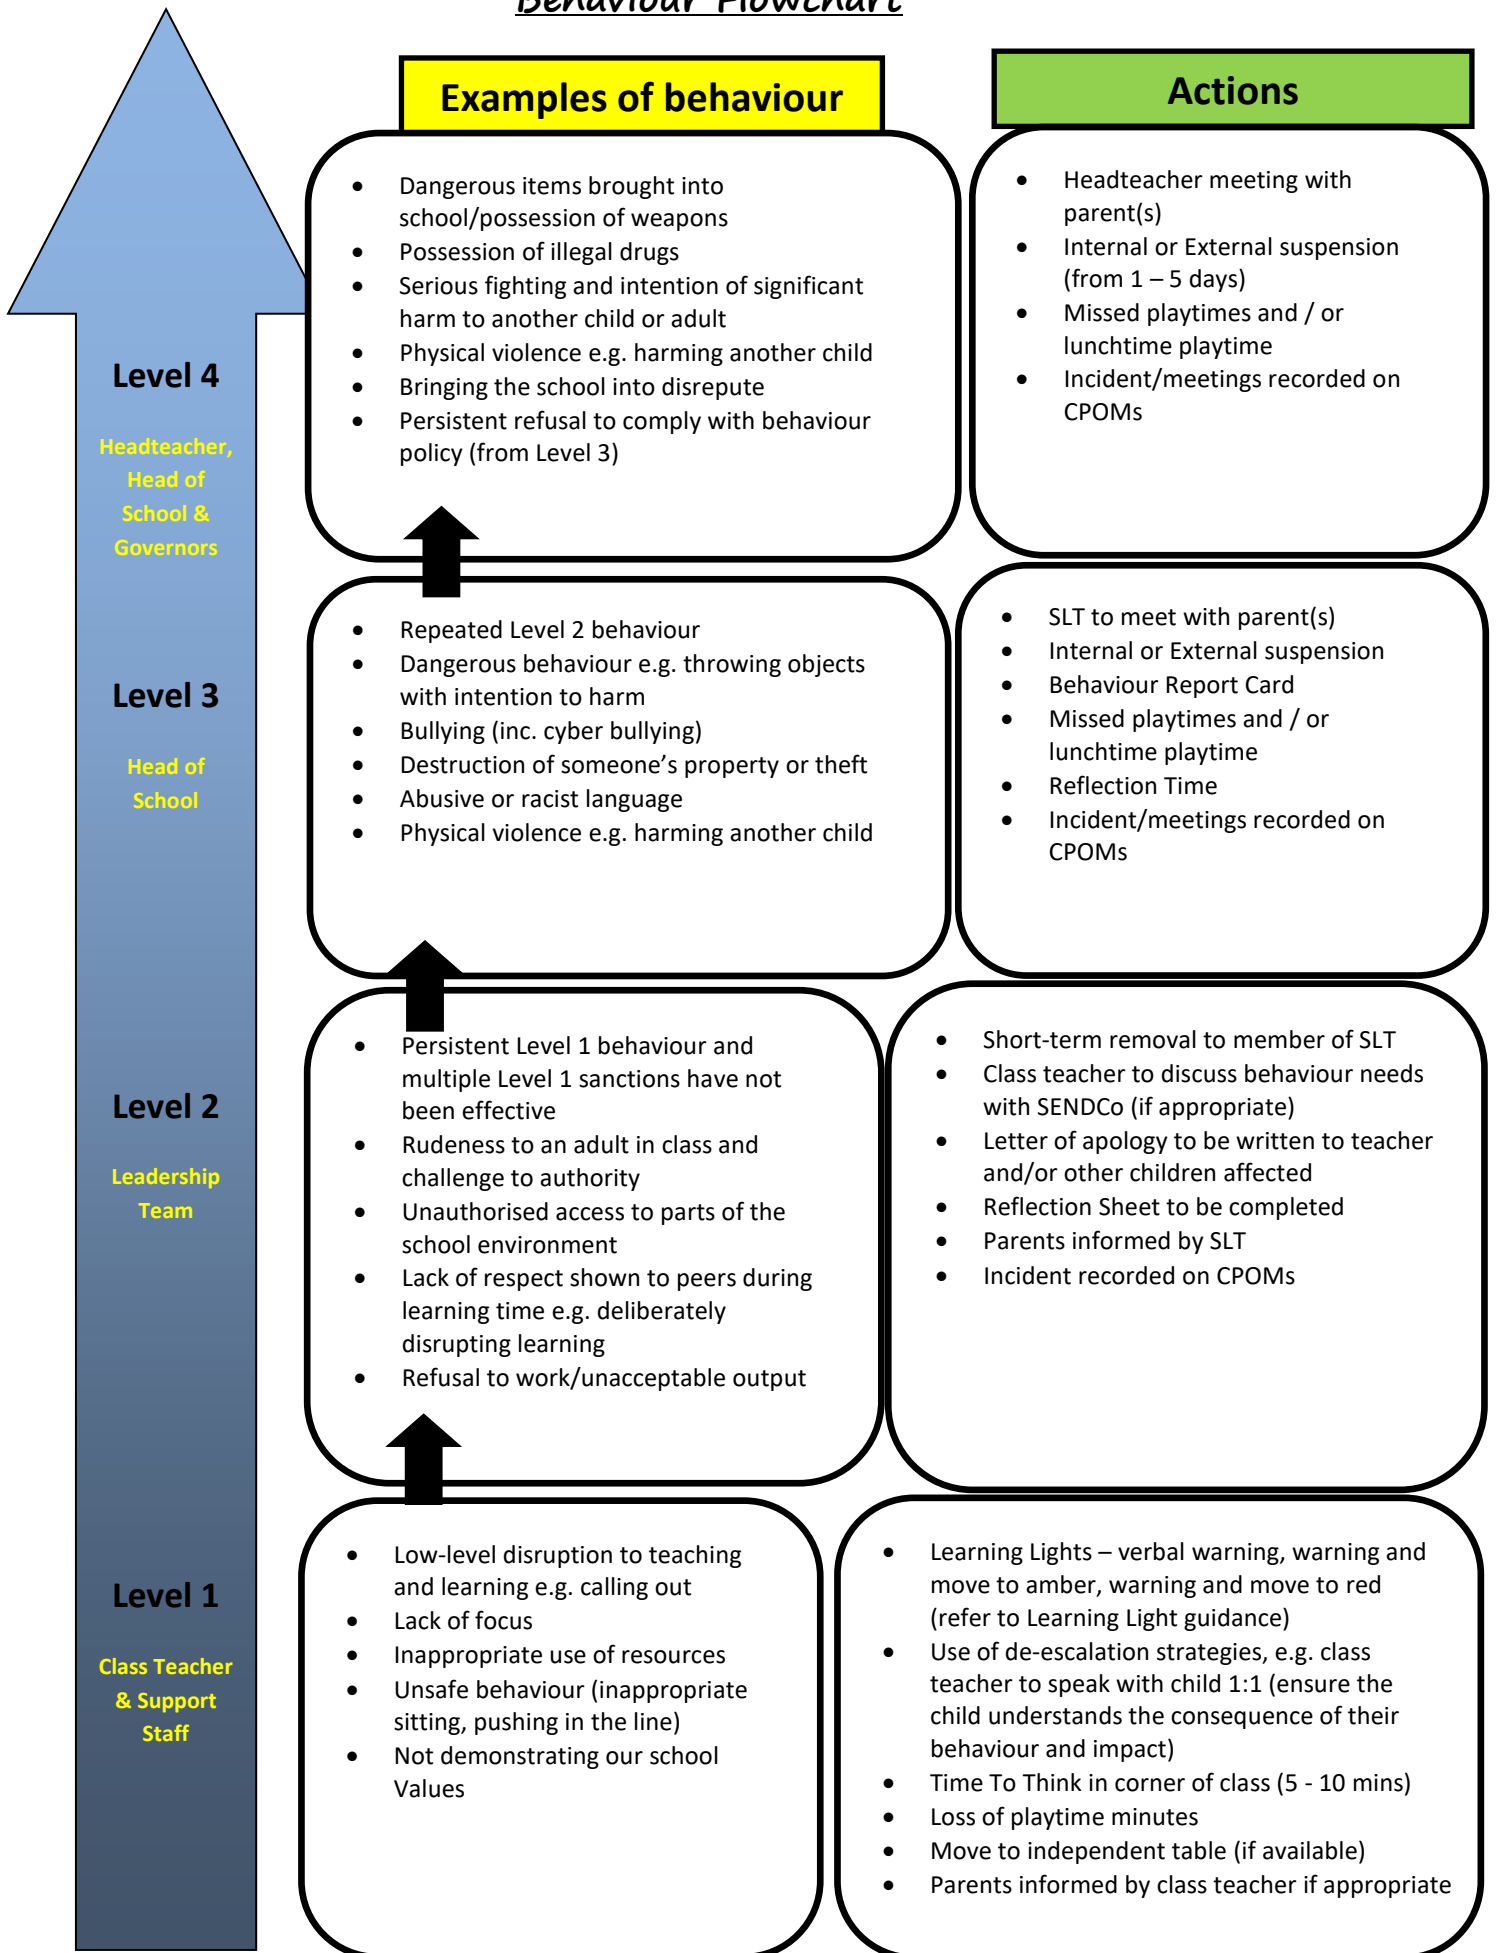 Behaviour Flowchart
Examples of behaviour
Actions
Level 4
Headteacher,
Head of
School &
Governors
• Dangerous items brought into
school/possession of weapons
• Possession of illegal drugs
• Serious fighting and intention of significant
harm to another child or adult
• Physical violence e.g. harming another child
• Bringing the school into disrepute
• Persistent refusal to comply with behaviour
policy (from Level 3)
• Headteacher meeting with
parent(s)
• Internal or External suspension
(from 1 – 5 days)
• Missed playtimes and / or
lunchtime playtime
• Incident/meetings recorded on
CPOMs
Level 3
Head of
School
• Repeated Level 2 behaviour
• Dangerous behaviour e.g. throwing objects
with intention to harm
• Bullying (inc. cyber bullying)
• Destruction of someone’s property or theft
• Abusive or racist language
• Physical violence e.g. harming another child
• SLT to meet with parent(s)
• Internal or External suspension
• Behaviour Report Card
• Missed playtimes and / or
lunchtime playtime
• Reflection Time
• Incident/meetings recorded on
CPOMs
Level 2
Leadership
Team
• Persistent Level 1 behaviour and
multiple Level 1 sanctions have not
been effective
• Rudeness to an adult in class and
challenge to authority
• Unauthorised access to parts of the
school environment
• Lack of respect shown to peers during
learning time e.g. deliberately
disrupting learning
• Refusal to work/unacceptable output
• Short-term removal to member of SLT
• Class teacher to discuss behaviour needs
with SENDCo (if appropriate)
• Letter of apology to be written to teacher
and/or other children affected
• Reflection Sheet to be completed
• Parents informed by SLT
• Incident recorded on CPOMs
Level 1
Class Teacher
& Support
Staff
• Low-level disruption to teaching
and learning e.g. calling out
• Lack of focus
• Inappropriate use of resources
• Unsafe behaviour (inappropriate
sitting, pushing in the line)
• Not demonstrating our school
Values
• Learning Lights – verbal warning, warning and
move to amber, warning and move to red
(refer to Learning Light guidance)
• Use of de-escalation strategies, e.g. class
teacher to speak with child 1:1 (ensure the
child understands the consequence of their
behaviour and impact)
• Time To Think in corner of class (5 - 10 mins)
• Loss of playtime minutes
• Move to independent table (if available)
• Parents informed by class teacher if appropriate